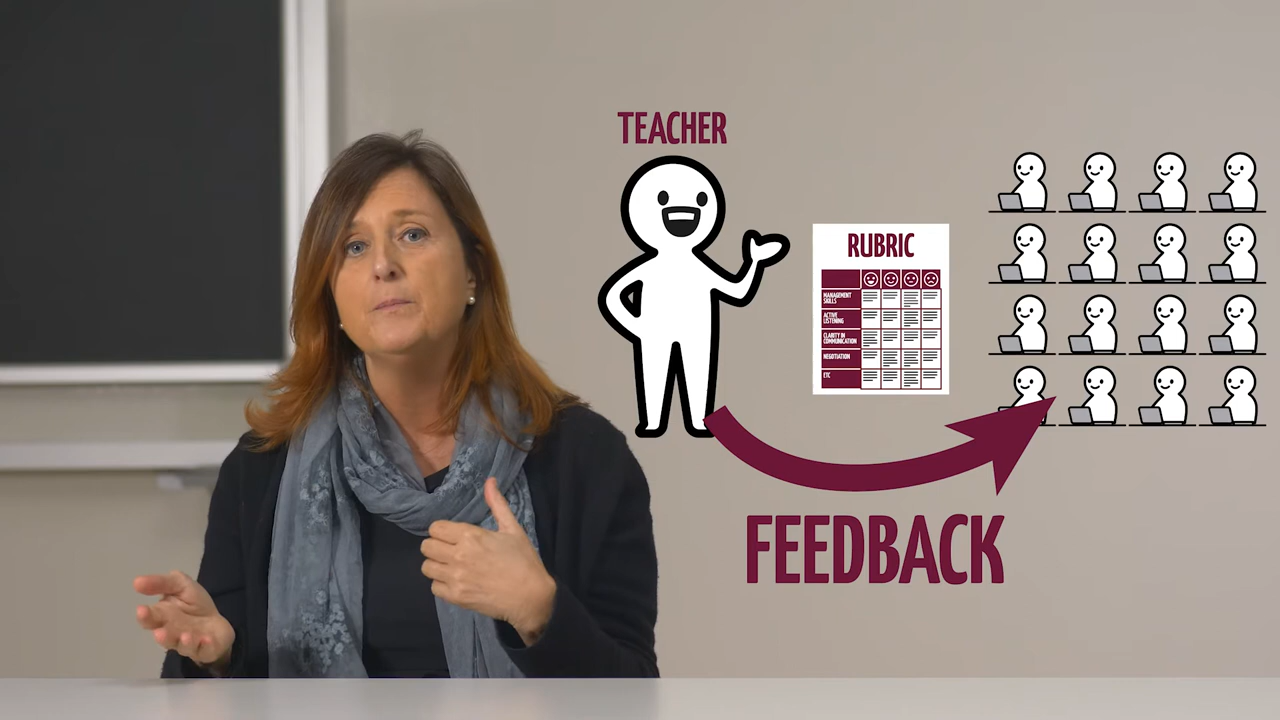 TEACHER
RUBRIC
MANAGEMENT
SKILLS
ACTIVE
LISTENING
CLARITY IN
COMMUNICATION
NEGOTIATION
ETC
FEEDBACK